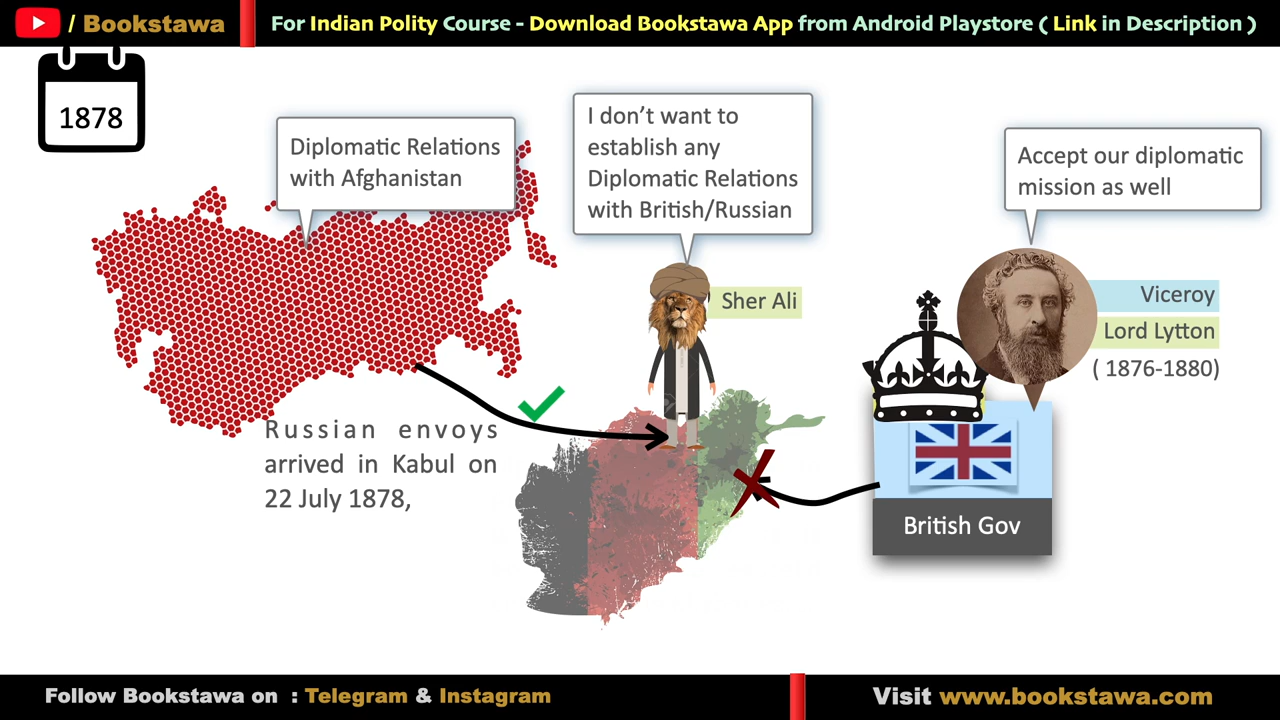 / Bookstawa
For Indian Polity Course - Download Bookstawa App from Android Playstore ( Link in Description )
1878
Diplomatic Relations
with Afghanistan
I don’t want to
establish any
Diplomatic Relations
with British/Russian
Accept our diplomatic
mission as well
Sher Ali
Viceroy
Lord Lytton
( 1876-1880)
Russian envoys
arrived in Kabul on
22 July 1878,
British Gov
Follow Bookstawa on : Telegram & Instagram
Visit www.bookstawa.com